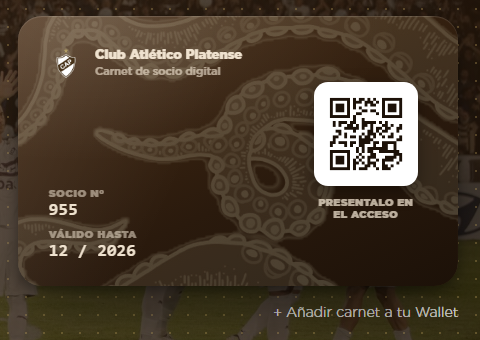 CAP
Club Atlético Platense
Carnet de socio digital
SOCIO Nº
955
VÁLIDO HASTA
12 / 2026
PRESENTALO EN
EL ACCESO
+ Añadir carnet a tu Wallet